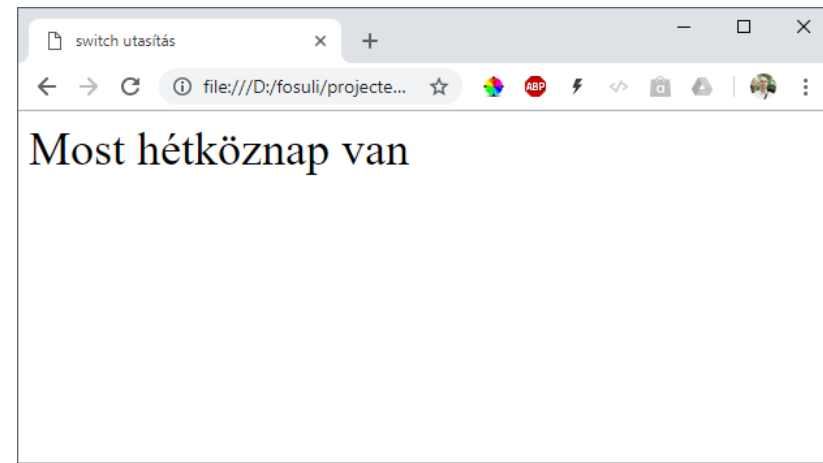 switch utasítás
file:///D:/fosuli/projecte...
ABP
Most hétköznap van